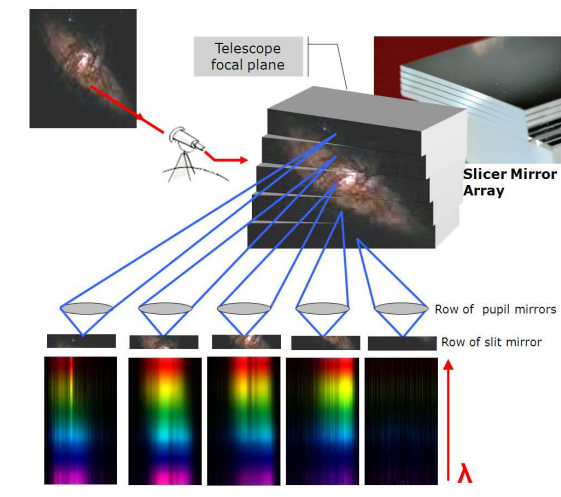 Telescope
focal plane
Slicer Mirror
Array
Row of pupil mirrors
Row of slit mirror
λ